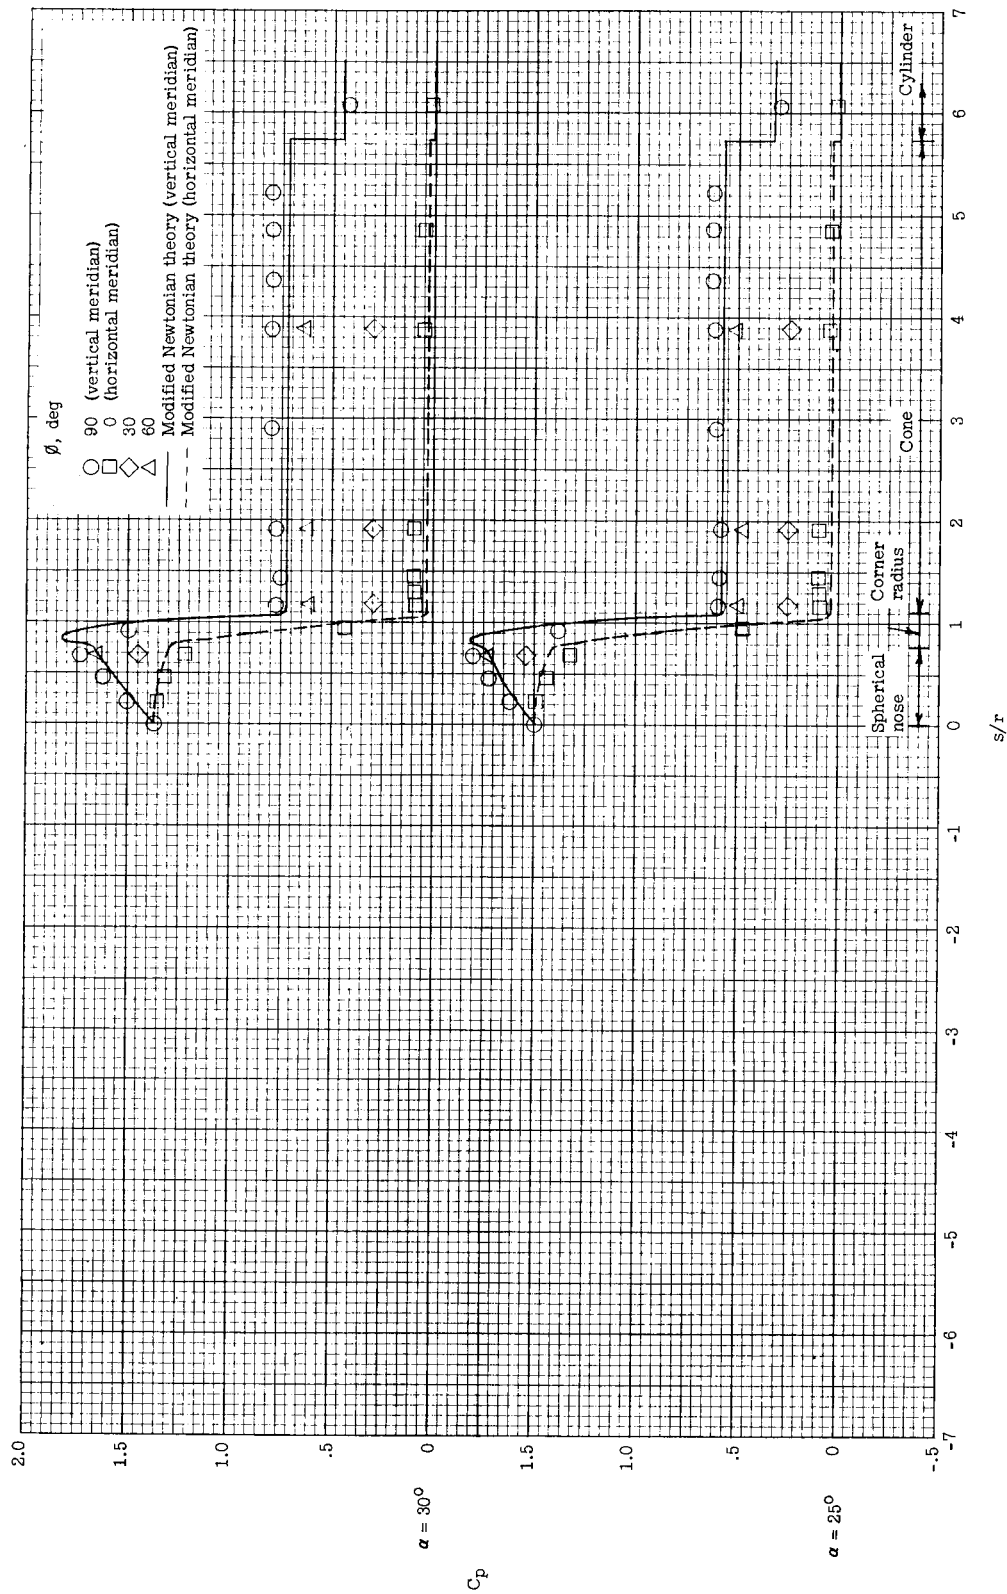 ø, deg
90 (vertical meridian)
0 (horizontal meridian)
30
60
Modified Newtonian theory (vertical meridian)
Modified Newtonian theory (horizontal meridian)
2.0
1.5
1.0
.5
0
α = 30°
1.5
1.0
.5
0
-.5
α = 25°
Cp
Spherical nose
Corner radius
Cone
Cylinder
-7 -6 -5 -4 -3 -2 -1 0 1 2 3 4 5 6 7
s/r